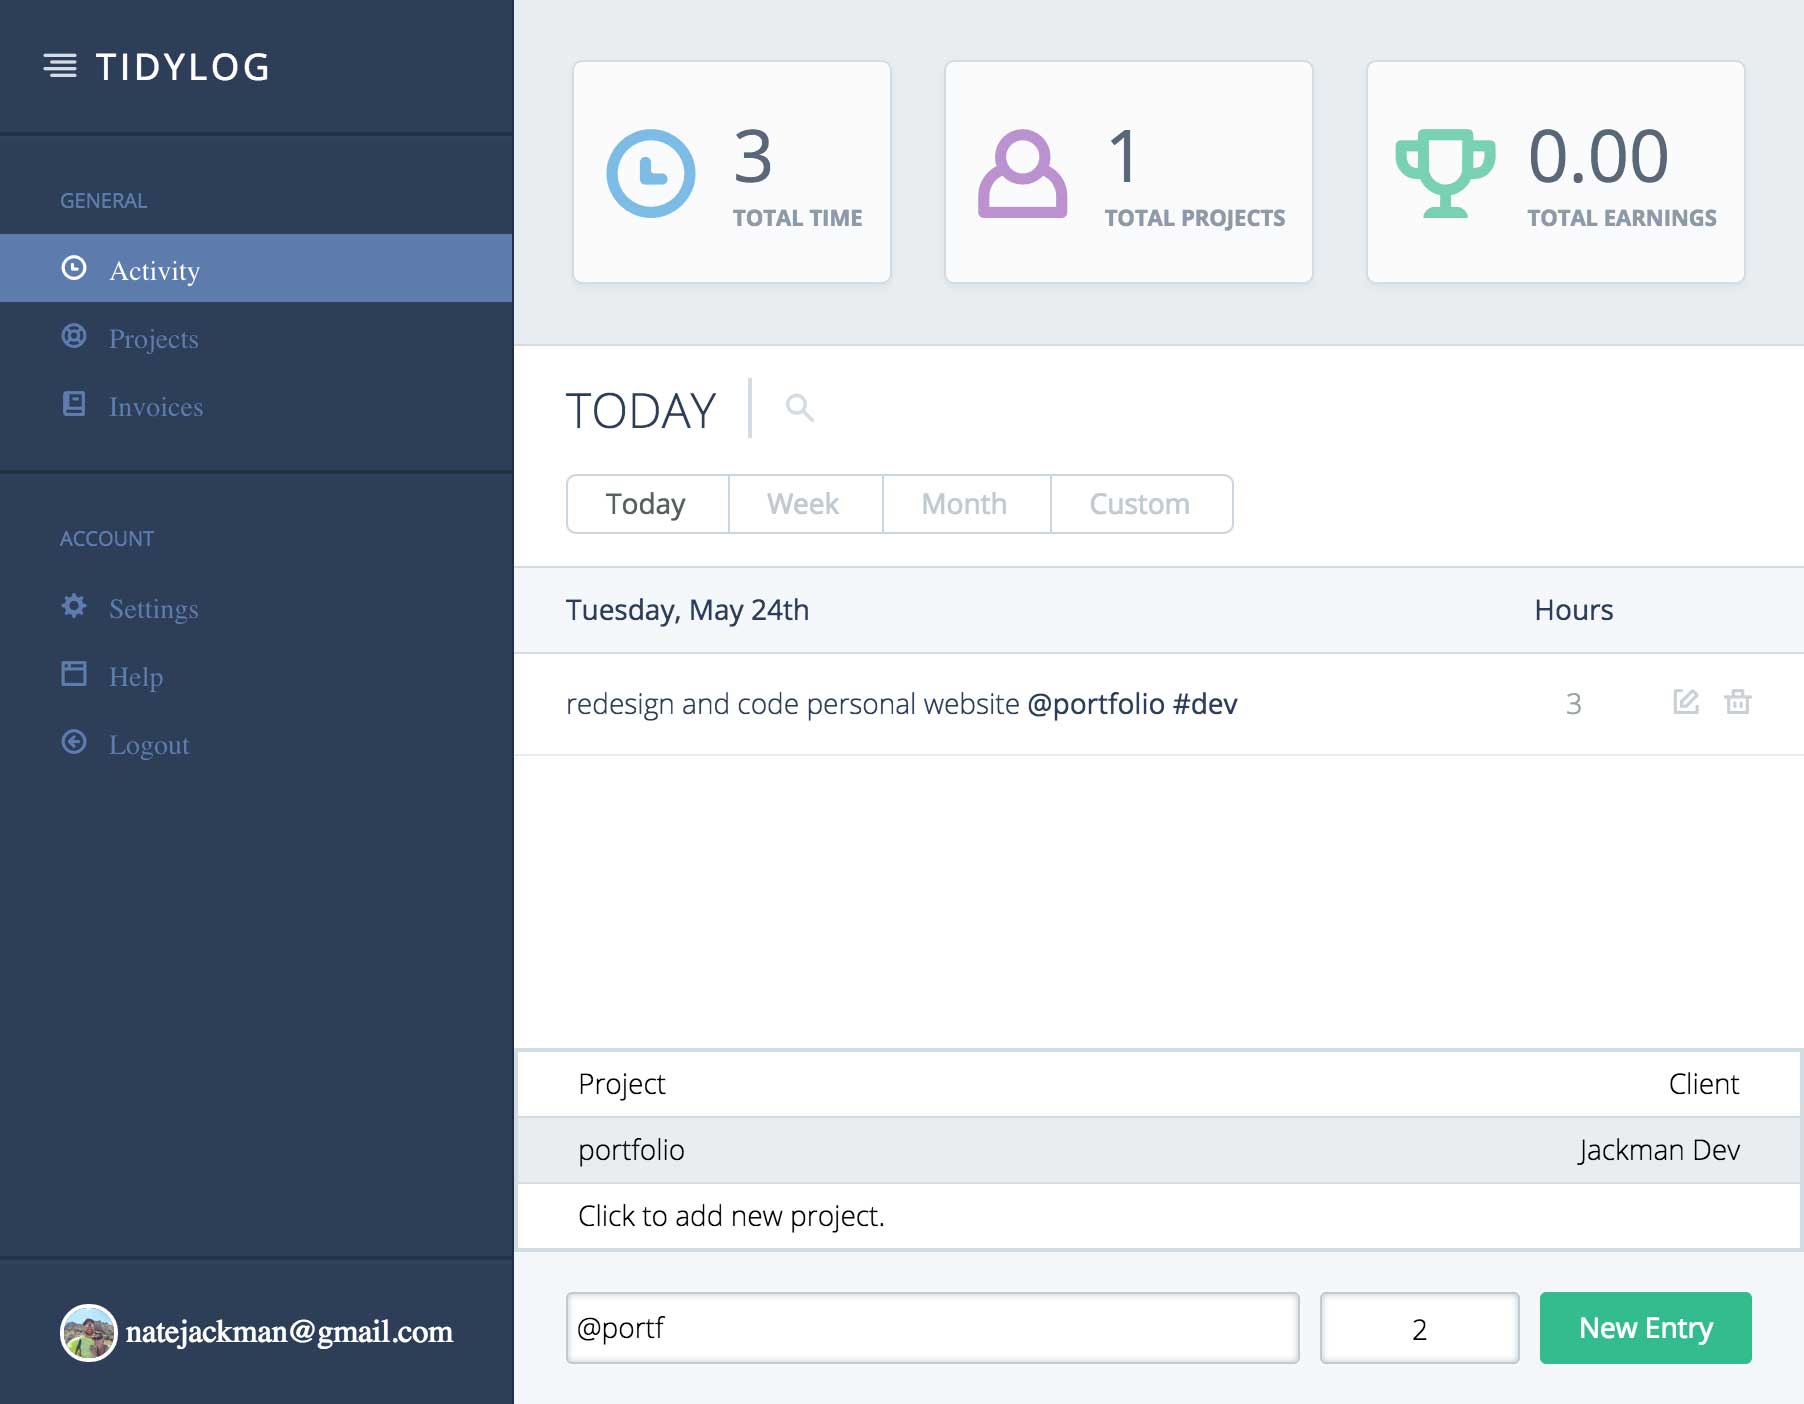 TIDYLOG
GENERAL
Activity
Projects
Invoices
ACCOUNT
Settings
Help
Logout
natejackman@gmail.com
3
TOTAL TIME
1
TOTAL PROJECTS
0.00
TOTAL EARNINGS
TODAY
Today Week Month Custom
Tuesday, May 24th Hours
redesign and code personal website @portfolio #dev 3
Project Client
portfolio Jackman Dev
Click to add new project.
@portf 2 New Entry